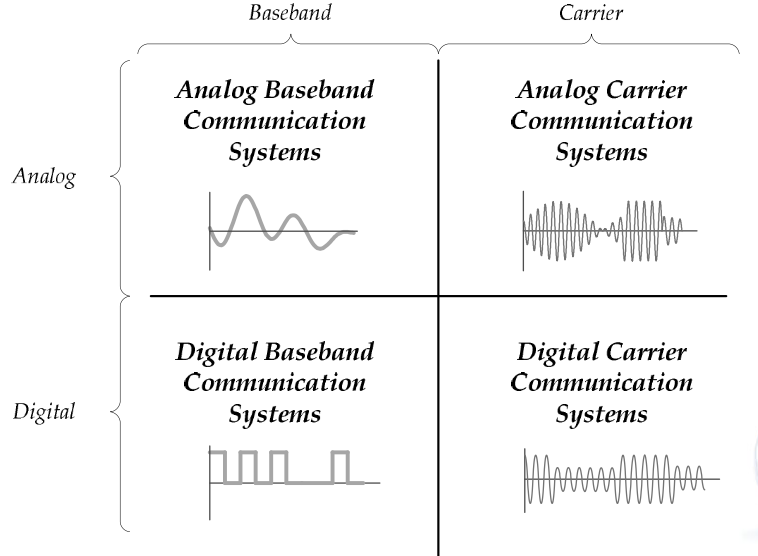 Baseband
Carrier
Analog
Analog Baseband
Communication
Systems
Analog Carrier
Communication
Systems
Digital
Digital Baseband
Communication
Systems
Digital Carrier
Communication
Systems